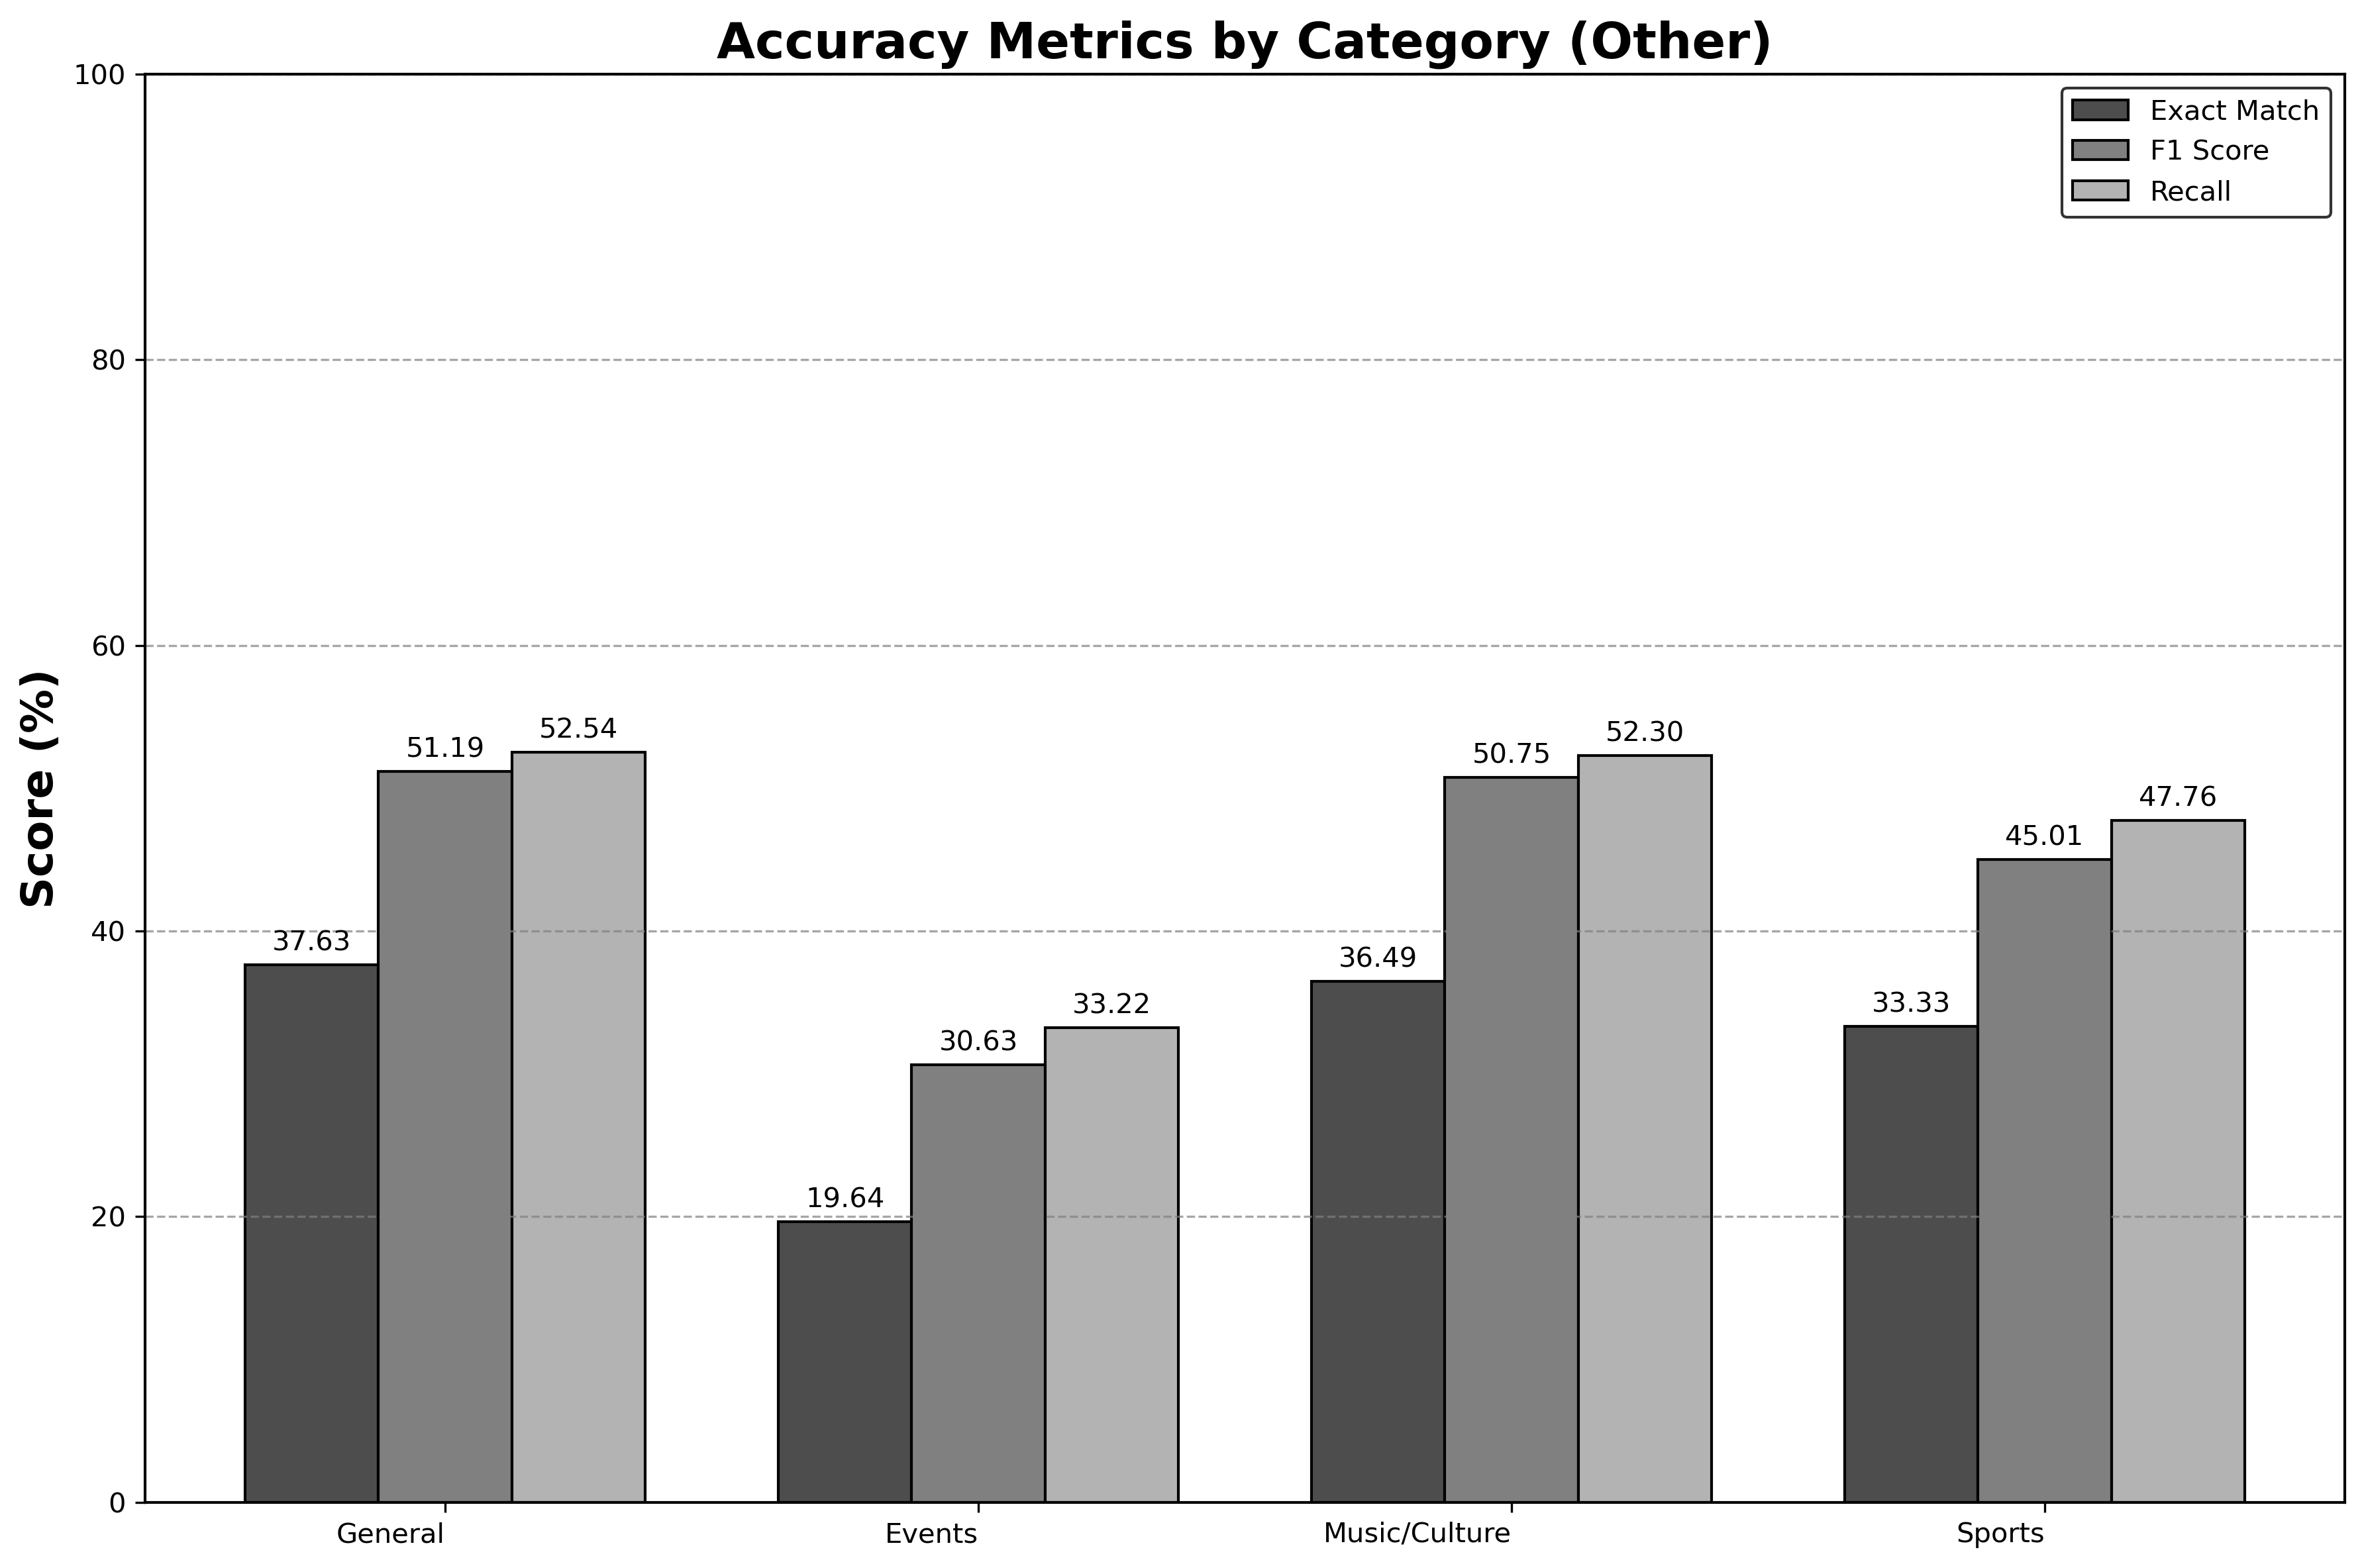 Accuracy Metrics by Category (Other)
Exact Match
F1 Score
Recall
Score (%)
100
80
60
40
20
0
37.63
51.19
52.54
19.64
30.63
33.22
36.49
50.75
52.30
33.33
45.01
47.76
General
Events
Music/Culture
Sports